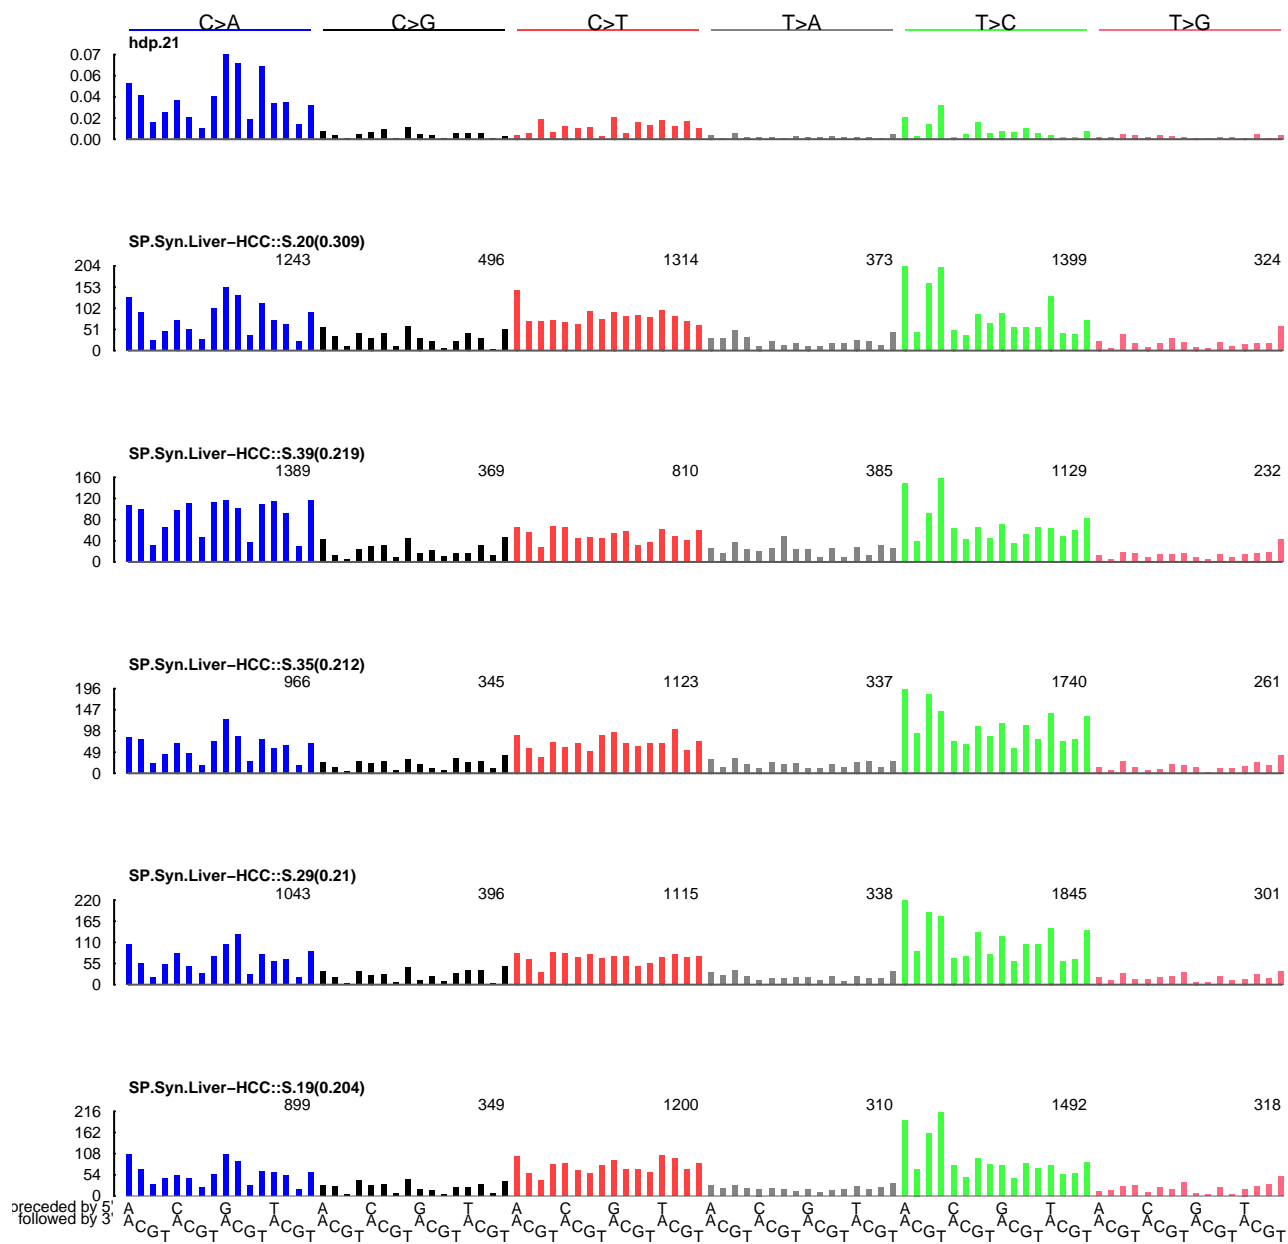 C>A C>G C>T T>A T>C T>G
hdp.21
0.07
0.06
0.04
0.02
0.00
SP.Syn.Liver−HCC::S.20(0.309)
1243 496 1314 373 1399 324
204
153
102
51
0
SP.Syn.Liver−HCC::S.39(0.219)
1389 369 810 385 1129 232
160
120
80
40
0
SP.Syn.Liver−HCC::S.35(0.212)
966 345 1123 337 1740 261
196
147
98
49
0
SP.Syn.Liver−HCC::S.29(0.21)
1043 396 1115 338 1845 301
220
165
110
55
0
SP.Syn.Liver−HCC::S.19(0.204)
899 349 1200 310 1492 318
216
162
108
54
0
preceded by 5' A C G T A C G T A C G T A C G T A C G T A C G T
followed by 3' A C G T A C G T A C G T A C G T A C G T A C G T A C G T A C G T A C G T A C G T A C G T A C G T A C G T A C G T A C G T A C G T A C G T A C G T A C G T A C G T A C G T A C G T A C G T A C G T